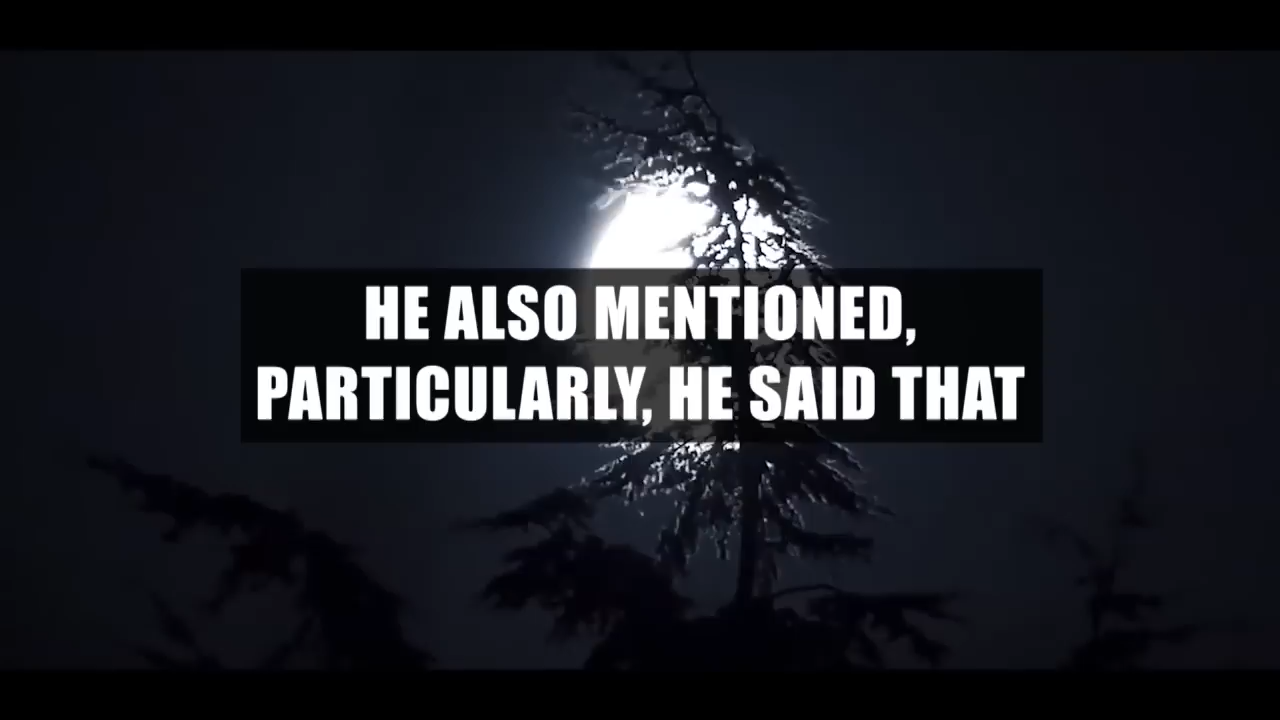 HE ALSO MENTIONED,
PARTICULARLY, HE SAID THAT